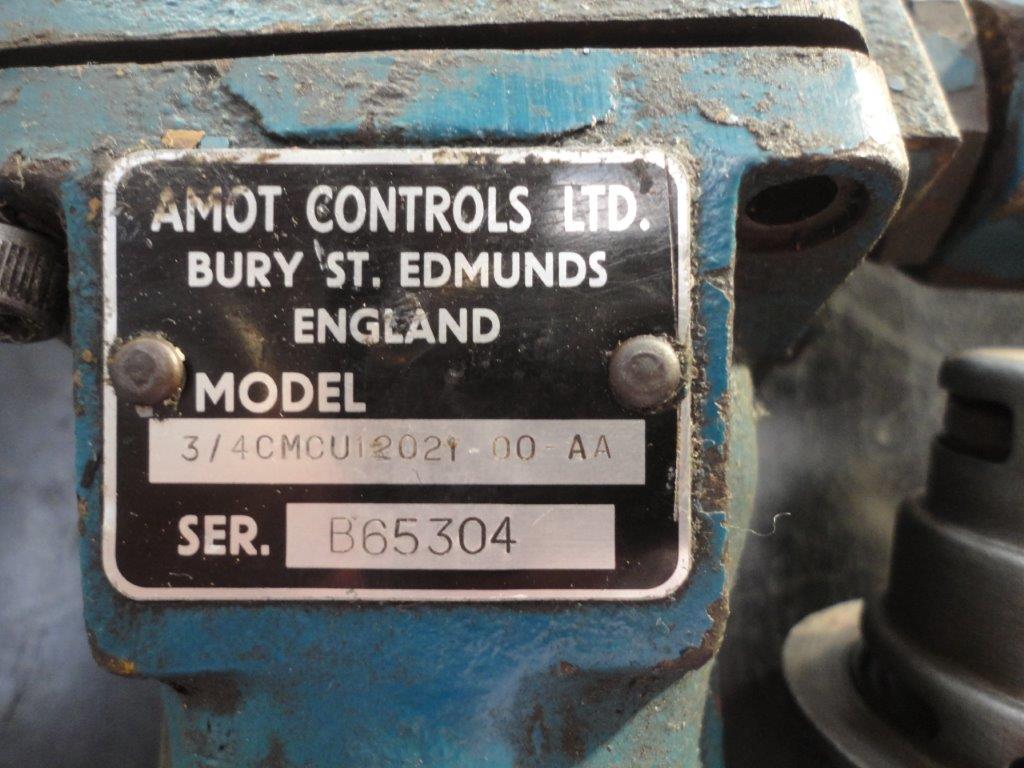 AMOT CONTROLS LTD.
BURY ST. EDMUNDS
ENGLAND
MODEL
3/4CMCU12021-00-AA
SER. B65304